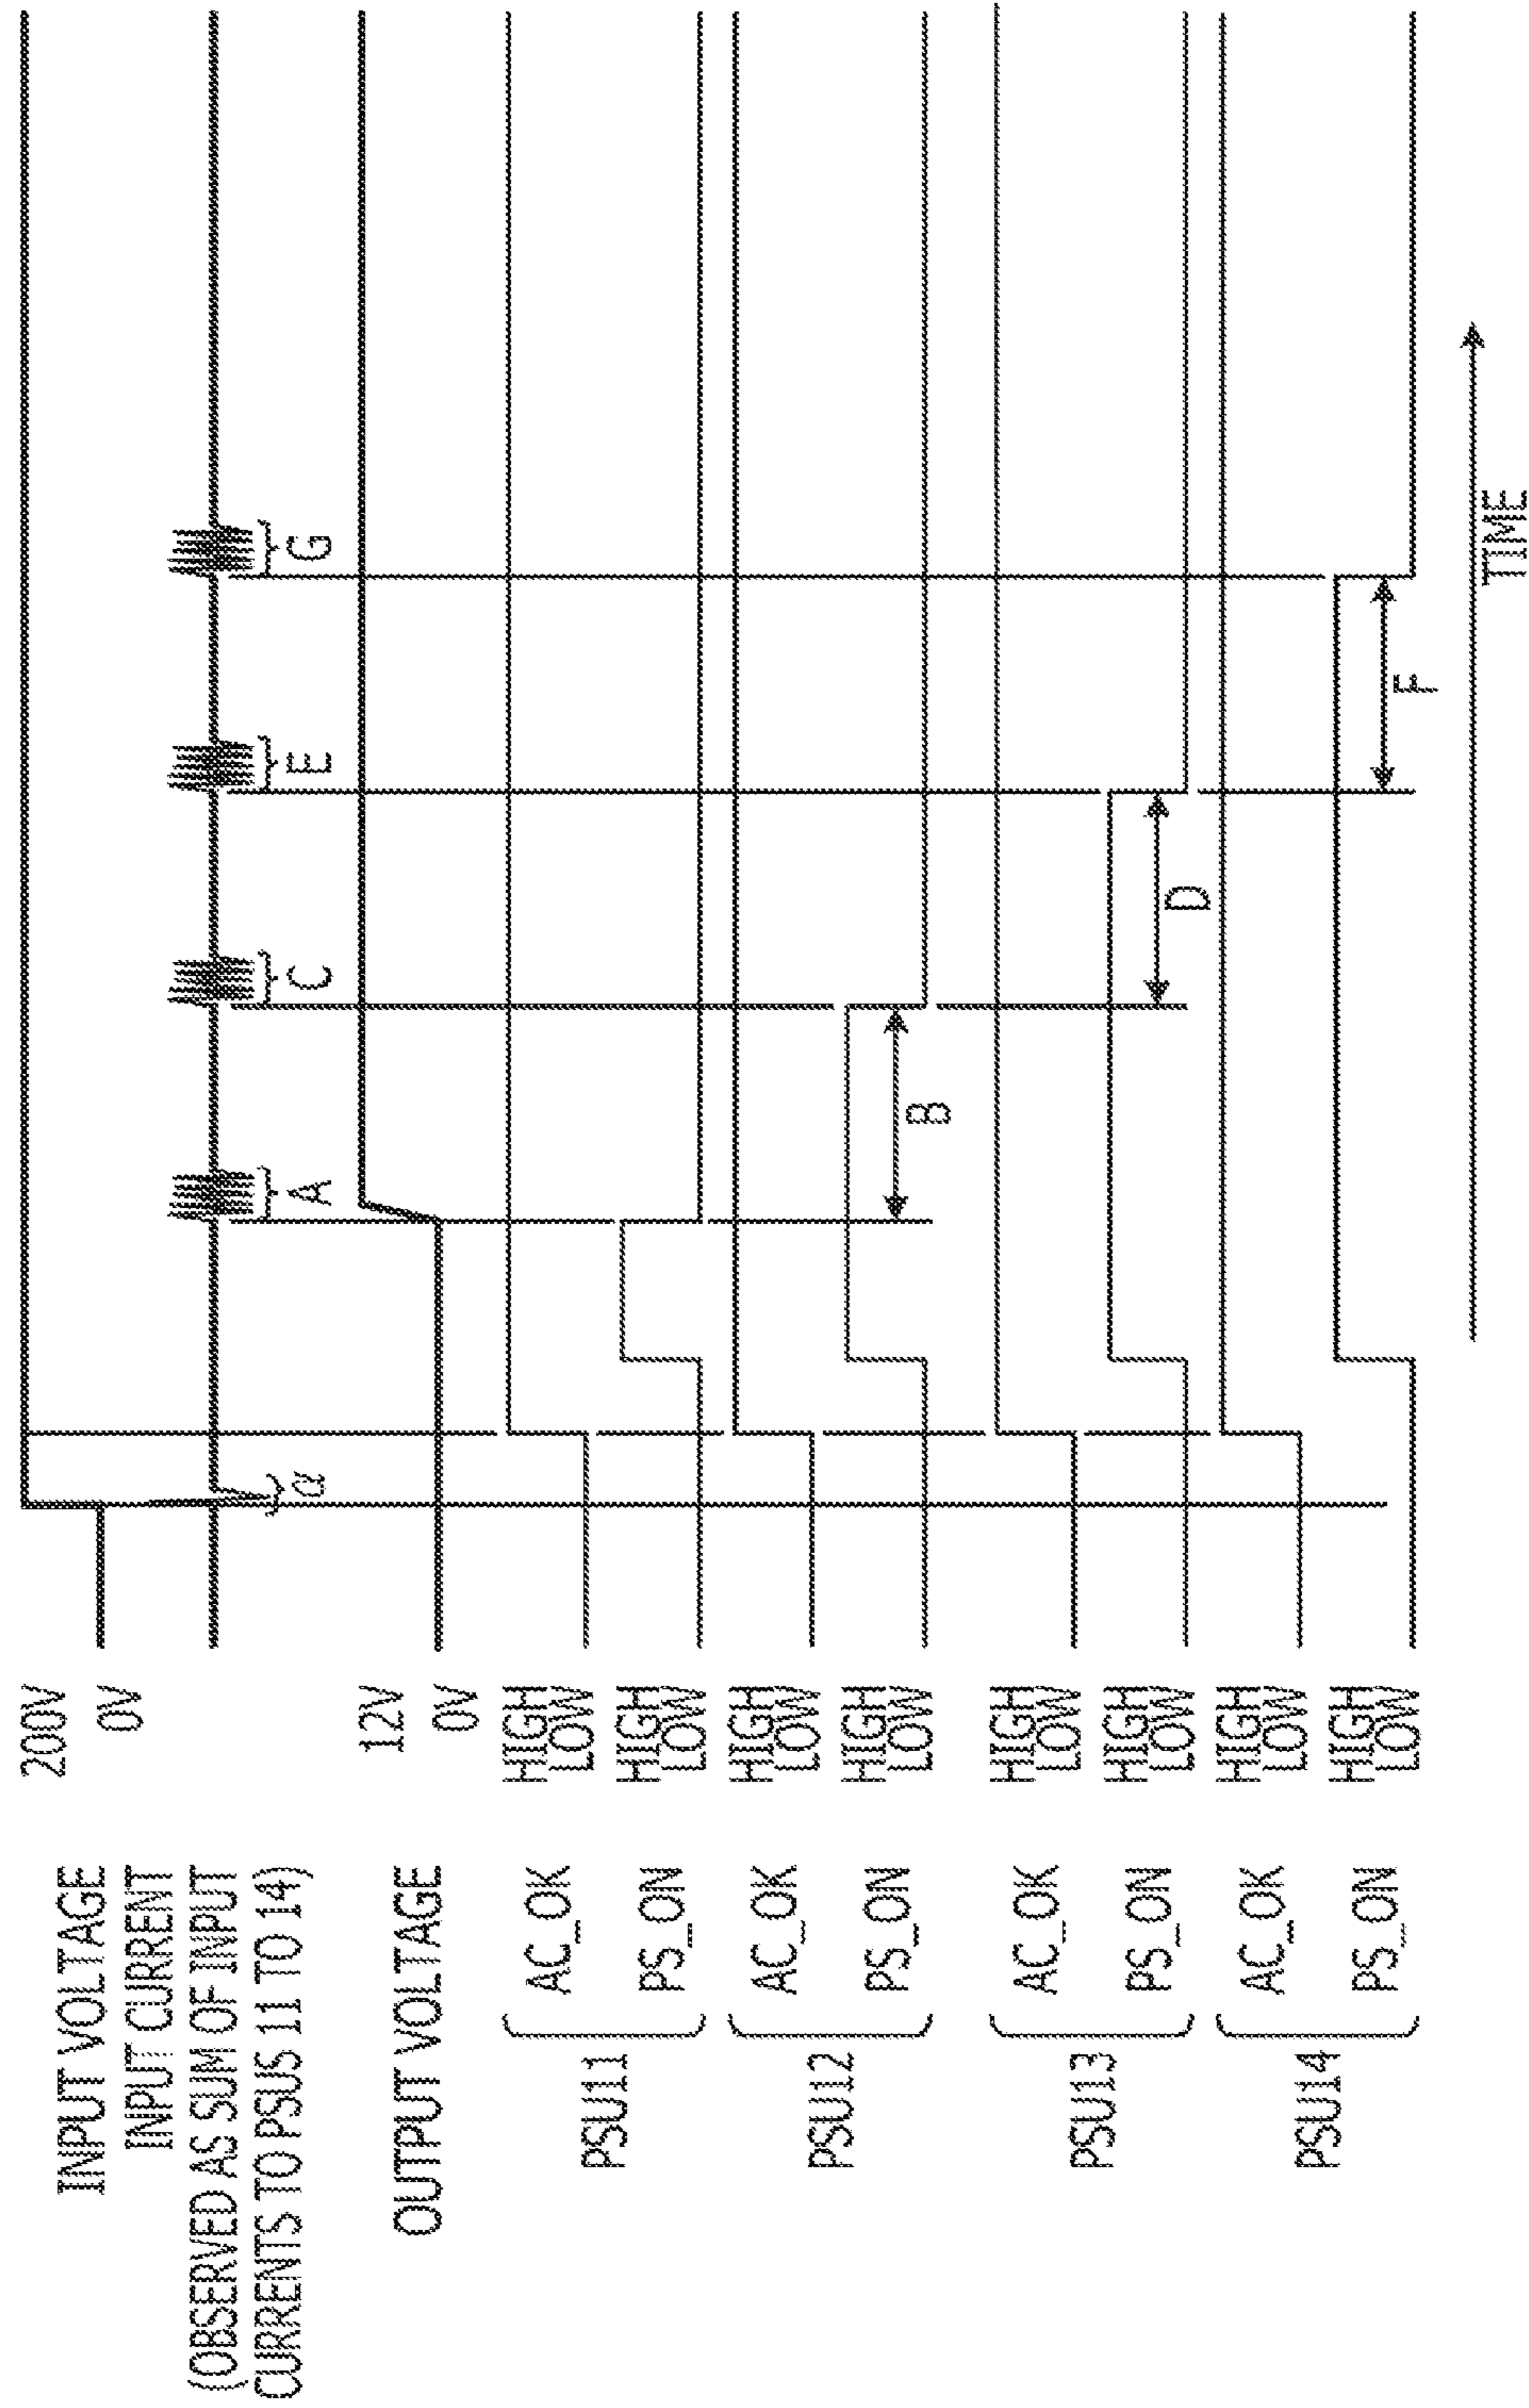 INPUT VOLTAGE
200V
0V
INPUT CURRENT
(OBSERVED AS SUM OF INPUT
CURRENTS TO PSUS 11 TO 14)
α
A
C
E
G
OUTPUT VOLTAGE
12V
0V
PSU11
AC_OK
HIGH
LOW
PS_ON
HIGH
LOW
PSU12
AC_OK
HIGH
LOW
PS_ON
HIGH
LOW
B
PSU13
AC_OK
HIGH
LOW
PS_ON
HIGH
LOW
D
PSU14
AC_OK
HIGH
LOW
PS_ON
HIGH
LOW
F
TIME